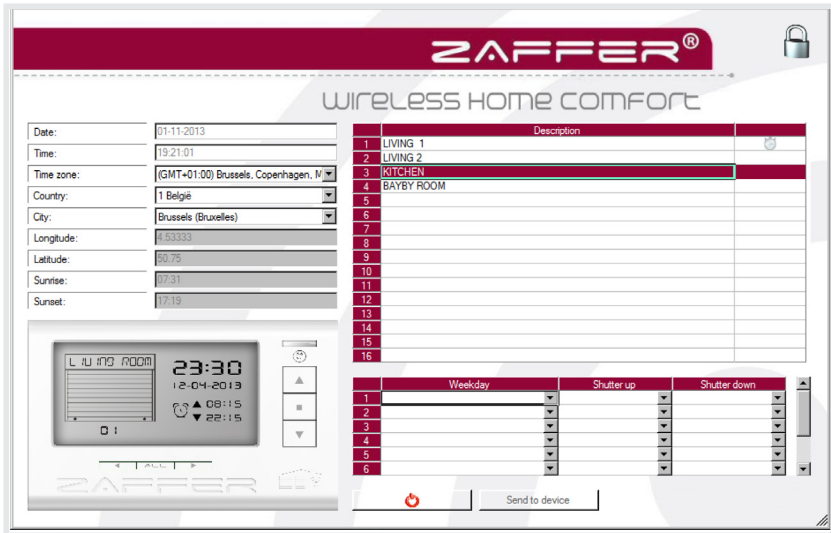 ZAFFER®
WIRELESS HOME COMFORT
Date: 01-11-2013
Time: 19:21:01
Time zone: (GMT+01:00) Brussels, Copenhagen, M
Country: 1 België
City: Brussels (Bruxelles)
Longitude: 4.53333
Latitude: 50.75
Sunrise: 07:31
Sunset: 17:19
Description
1 LIVING 1
2 LIVING 2
3 KITCHEN
4 BAYBY ROOM
5
6
7
8
9
10
11
12
13
14
15
16
LIVING ROOM
23:30
12-04-2013
▲ 08:15
▼ 22:15
01
◄ ALL ►
ZAFFER
Weekday Shutter up Shutter down
1
2
3
4
5
6
Send to device